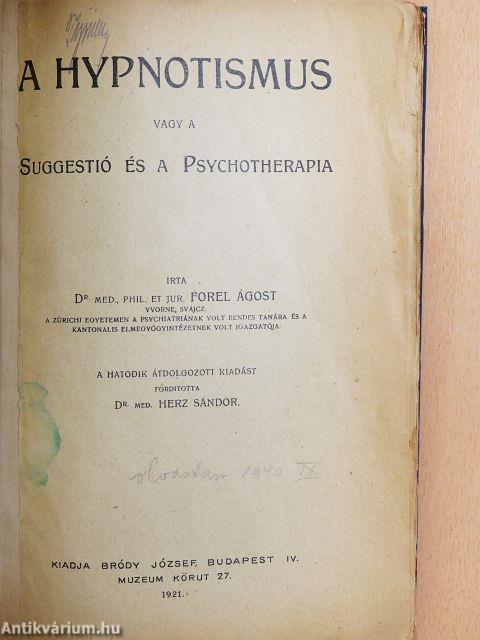 A HYPNOTISMUS
VAGY A
SUGGESTIÓ ÉS A PSYCHOTHERAPIA
IRTA
DR. MED., PHIL. ET JUR. FOREL ÁGOST
YVORNE, SVÁJCZ.
A ZÜRICHI EGYETEMEN A PSYCHIATRIÁNAK VOLT RENDES TANÁRA ÉS A
KANTONALIS ELMEGYÓGYINTÉZETNEK VOLT IGAZGATÓJA.
A HATODIK ÁTDOLGOZOTT KIADÁST
FORDITOTTA
DR. MED. HERZ SÁNDOR.
olvastam 1940 IX
KIADJA BRÓDY JÓZSEF, BUDAPEST IV.
MUZEUM KÖRUT 27.
1921.
Antikvárium.hu